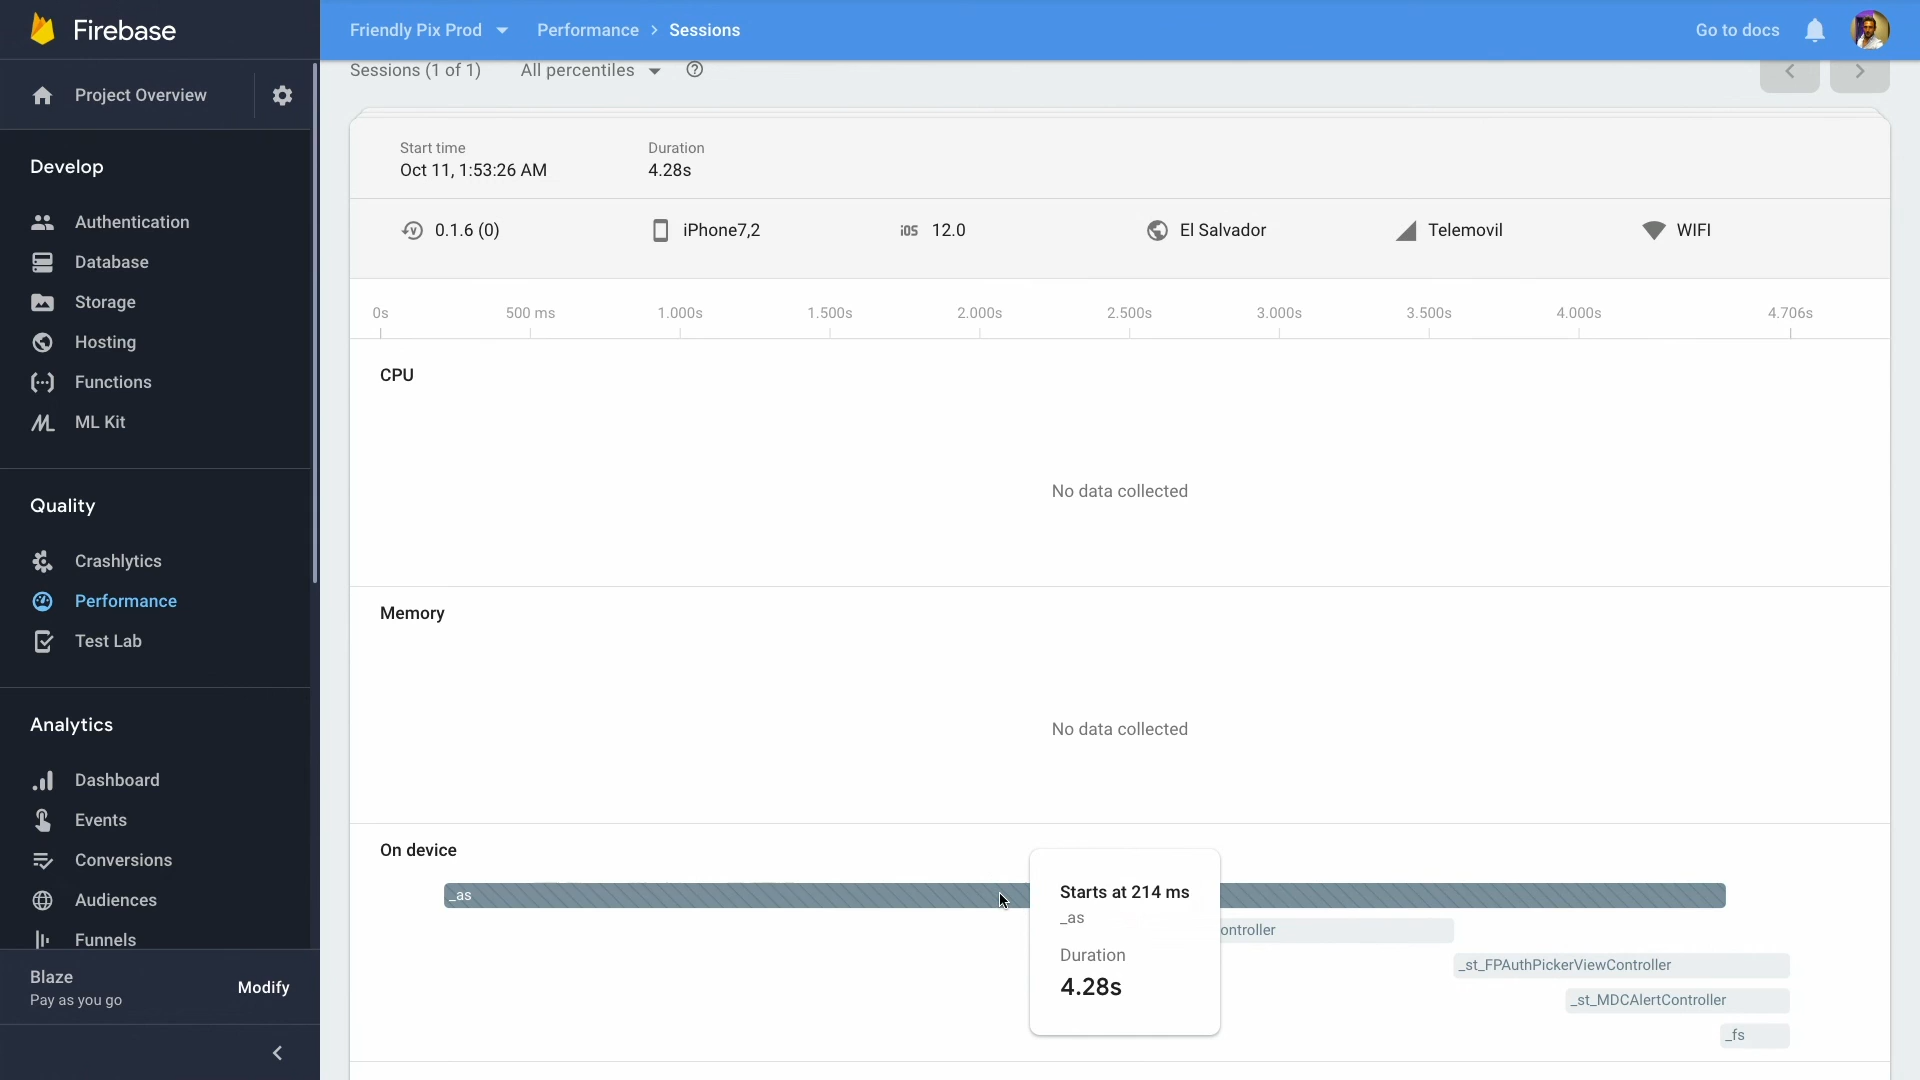 Firebase
Friendly Pix Prod
Performance > Sessions
Go to docs
Project Overview
Sessions (1 of 1)
All percentiles
Develop
Authentication
Database
Storage
Hosting
Functions
ML Kit
Quality
Crashlytics
Performance
Test Lab
Analytics
Dashboard
Events
Conversions
Audiences
Funnels
Blaze
Pay as you go
Modify
Start time
Oct 11, 1:53:26 AM
Duration
4.28s
0.1.6 (0)
iPhone7,2
iOS 12.0
El Salvador
Telemovil
WIFI
0s
500 ms
1.000s
1.500s
2.000s
2.500s
3.000s
3.500s
4.000s
4.706s
CPU
No data collected
Memory
No data collected
On device
_as
Starts at 214 ms
_as
Duration
4.28s
ontroller
_st_FPAuthPickerViewController
_st_MDCAlertController
_fs